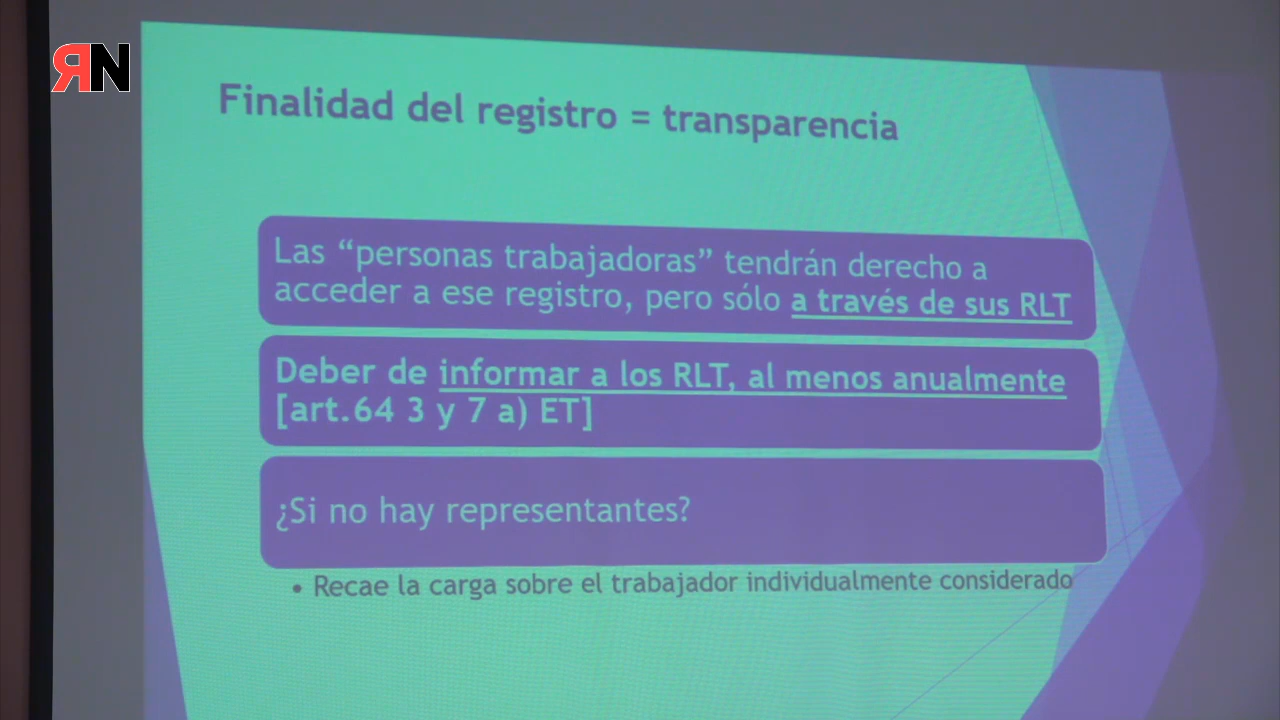 ЯN
Finalidad del registro = transparencia
Las “personas trabajadoras” tendrán derecho a
acceder a ese registro, pero sólo a través de sus RLT
Deber de informar a los RLT, al menos anualmente
[art.64 3 y 7 a) ET]
¿Si no hay representantes?
• Recae la carga sobre el trabajador individualmente considerado